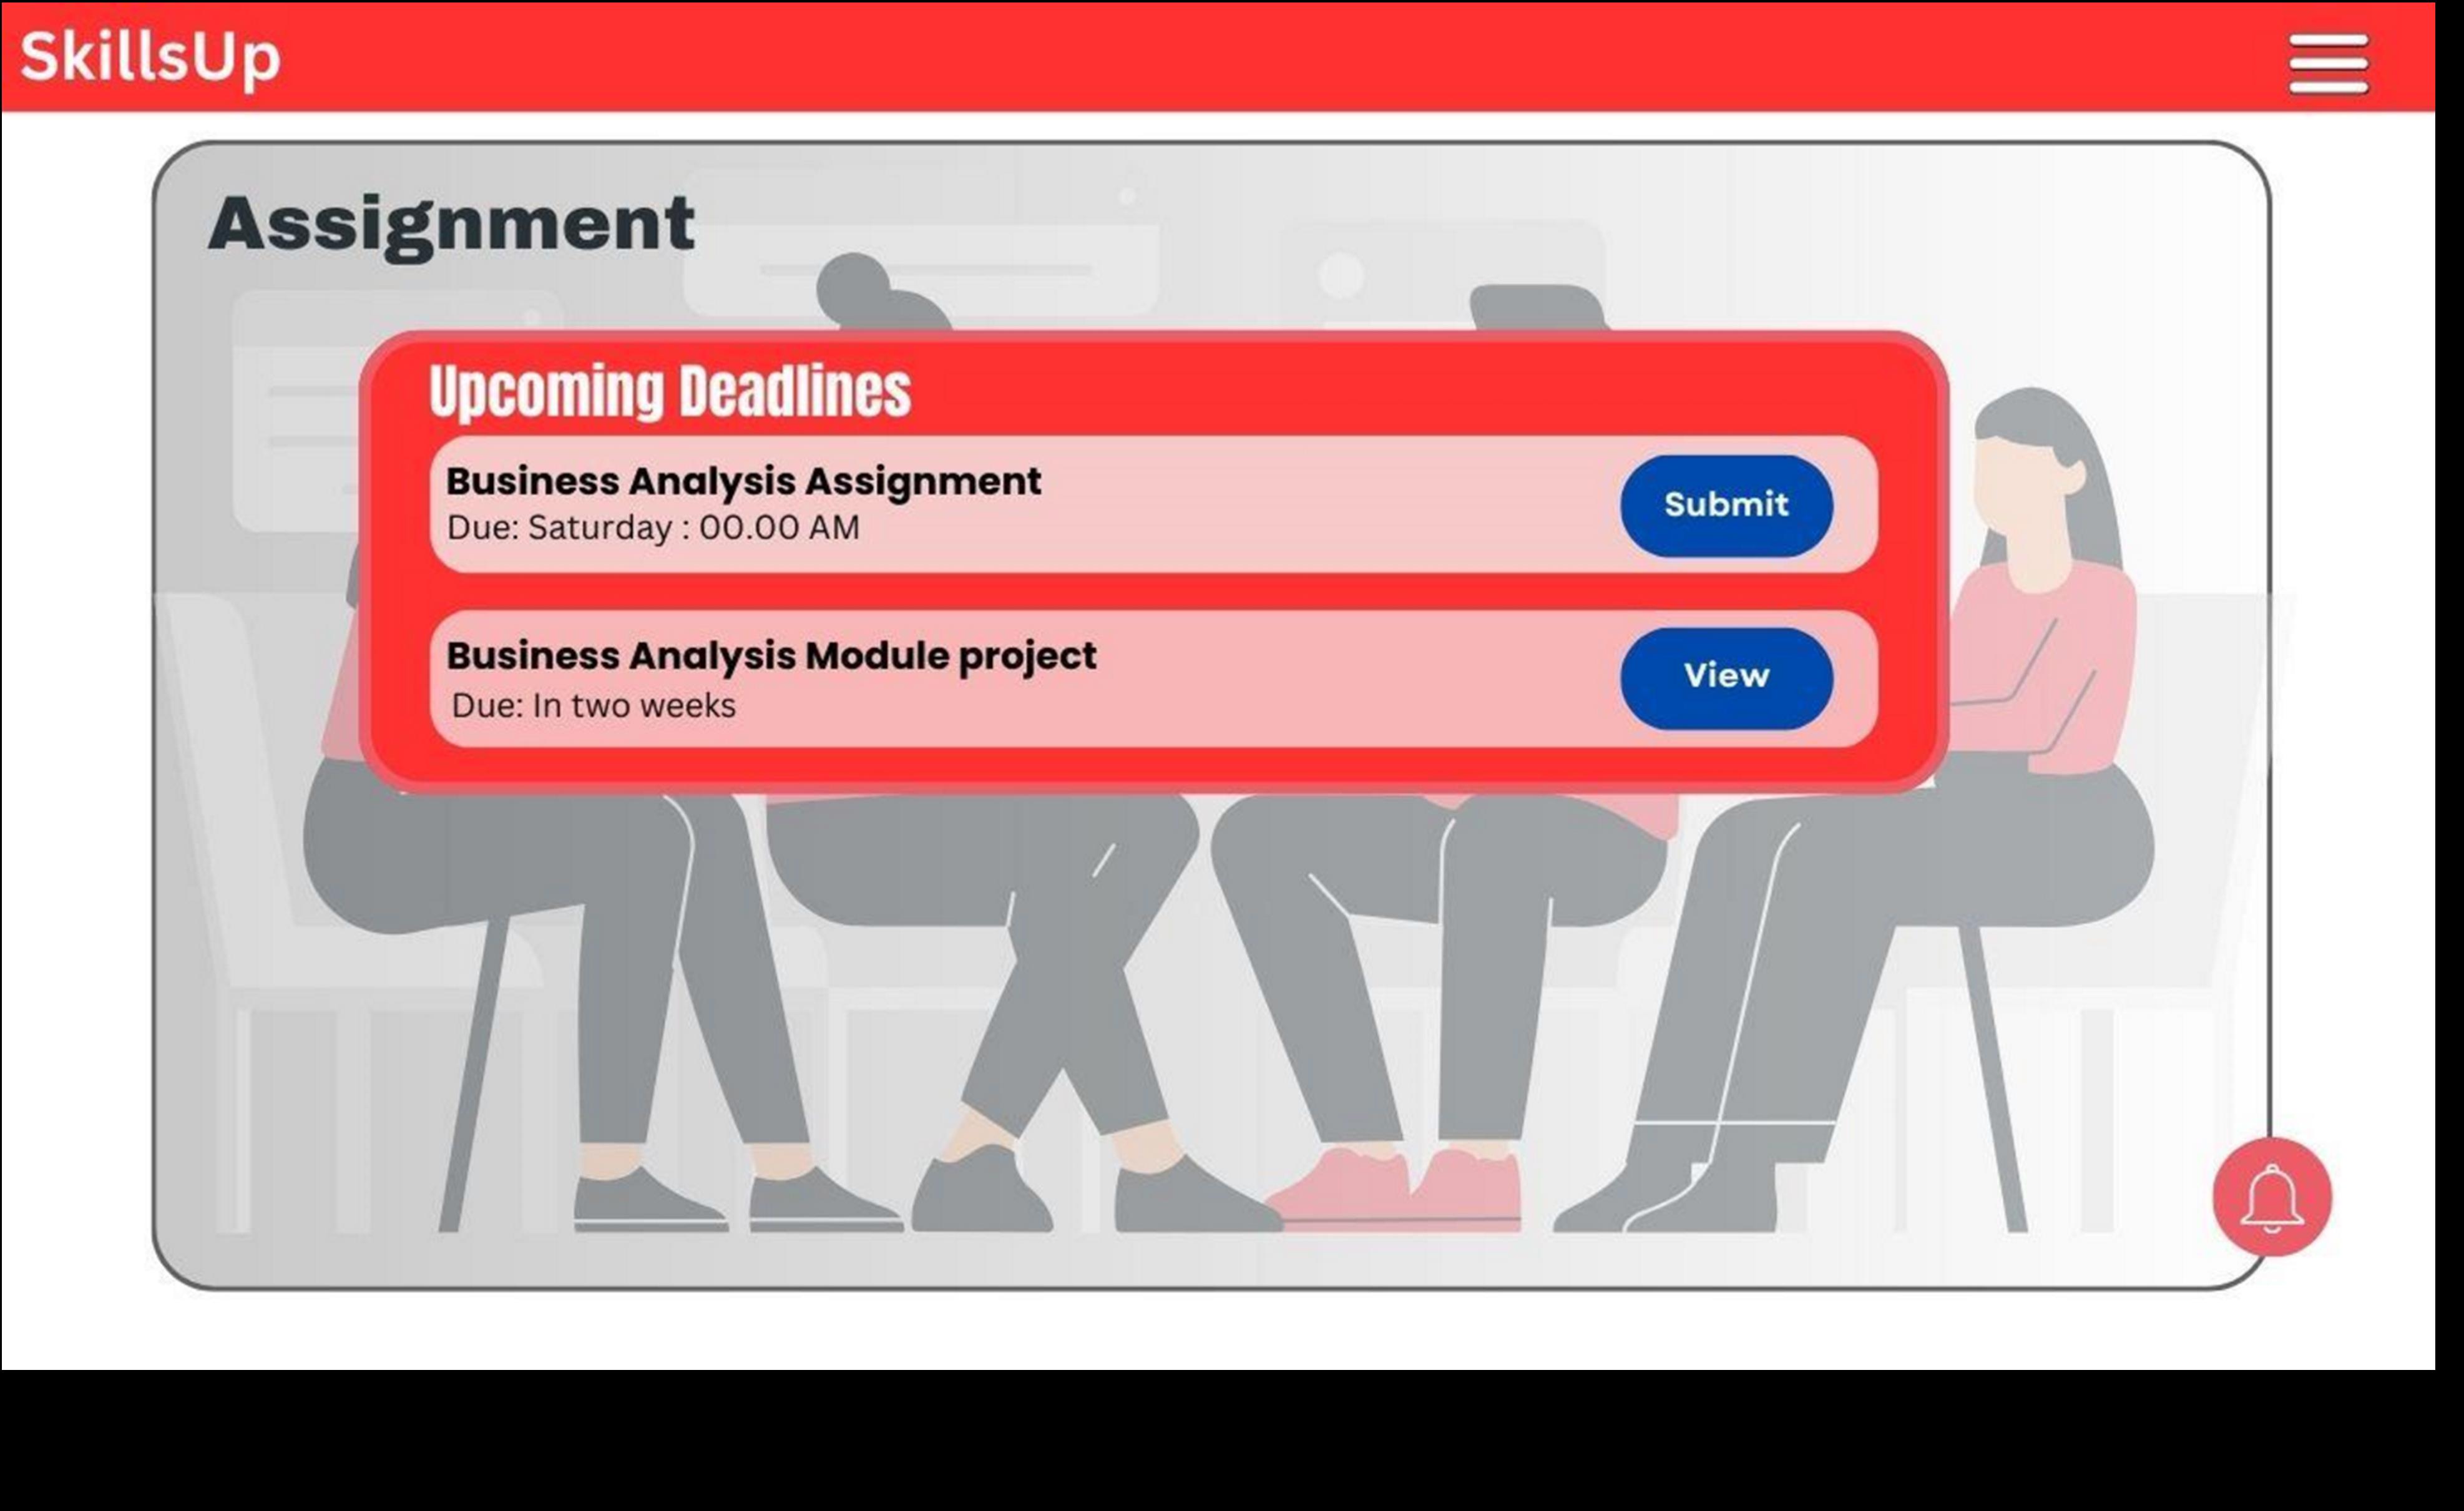 SkillsUp
Assignment
Upcoming Deadlines
Business Analysis Assignment
Due: Saturday : 00.00 AM
Submit
Business Analysis Module project
Due: In two weeks
View